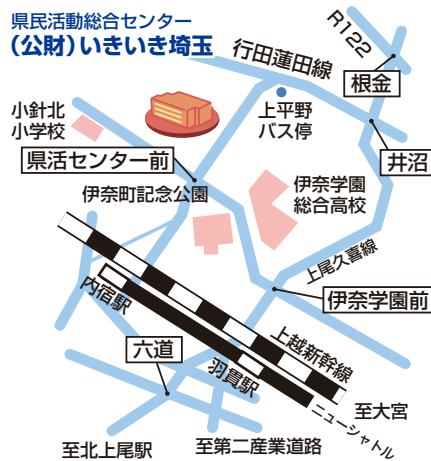 県民活動総合センター
(公財)いきいき埼玉
R122
行田蓮田線
根金
上平野
バス停
小針北
小学校
井沼
県活センター前
伊奈町記念公園
伊奈学園
総合高校
上尾久喜線
内宿駅
伊奈学園前
上越新幹線
六道
羽貫駅
至大宮
ニューシャトル
至北上尾駅
至第二産業道路